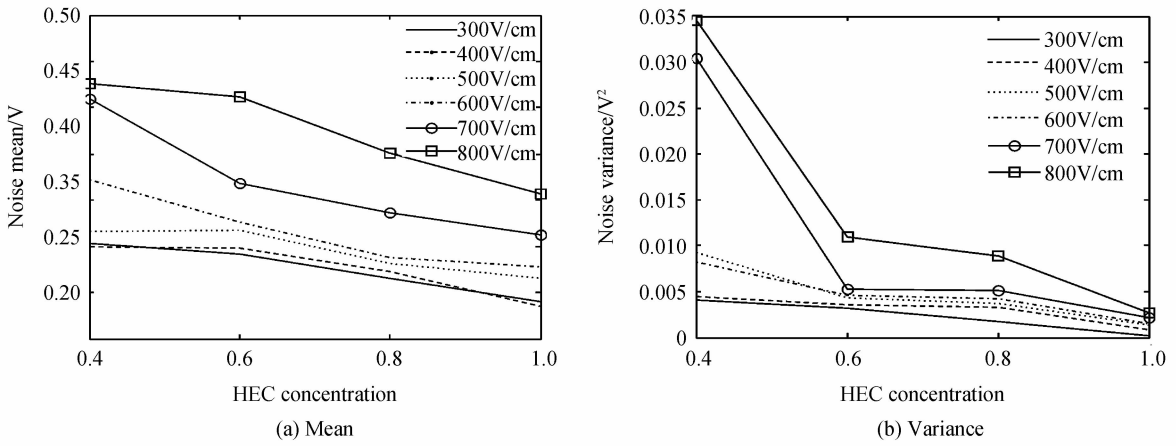 0.50
0.45
0.40
0.35
0.25
0.20
Noise mean/V
300V/cm
400V/cm
500V/cm
600V/cm
700V/cm
800V/cm
0.4 0.6 0.8 1.0
HEC concentration
(a) Mean
0.035
0.030
0.025
0.020
0.015
0.010
0.005
0
Noise variance/V²
300V/cm
400V/cm
500V/cm
600V/cm
700V/cm
800V/cm
0.4 0.6 0.8 1.0
HEC concentration
(b) Variance